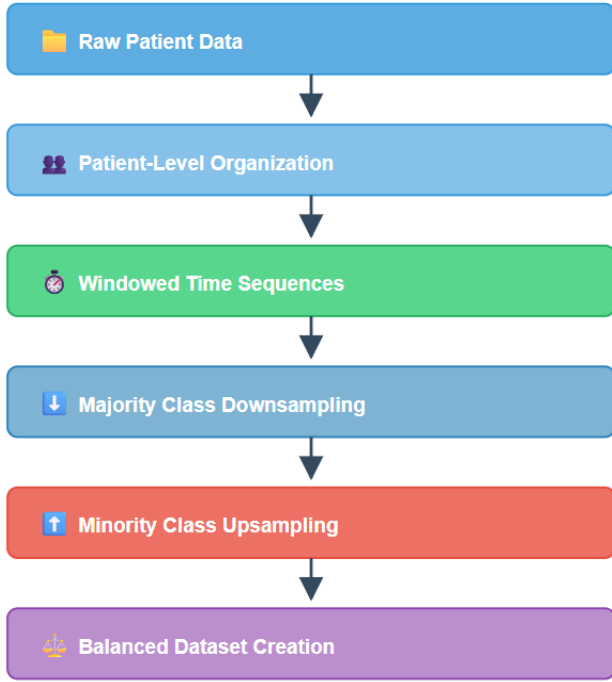 Raw Patient Data
Patient-Level Organization
Windowed Time Sequences
Majority Class Downsampling
Minority Class Upsampling
Balanced Dataset Creation